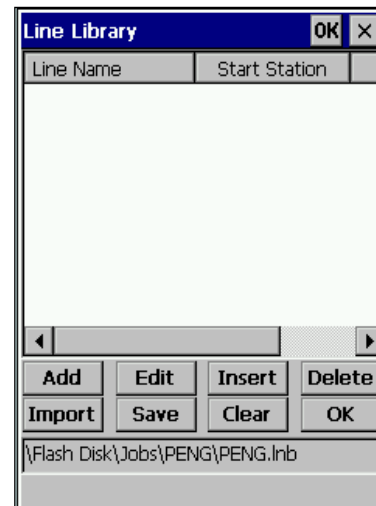 Line Library OK ×
Line Name Start Station
Add Edit Insert Delete
Import Save Clear OK
\Flash Disk\Jobs\PENG\PENG.lnb